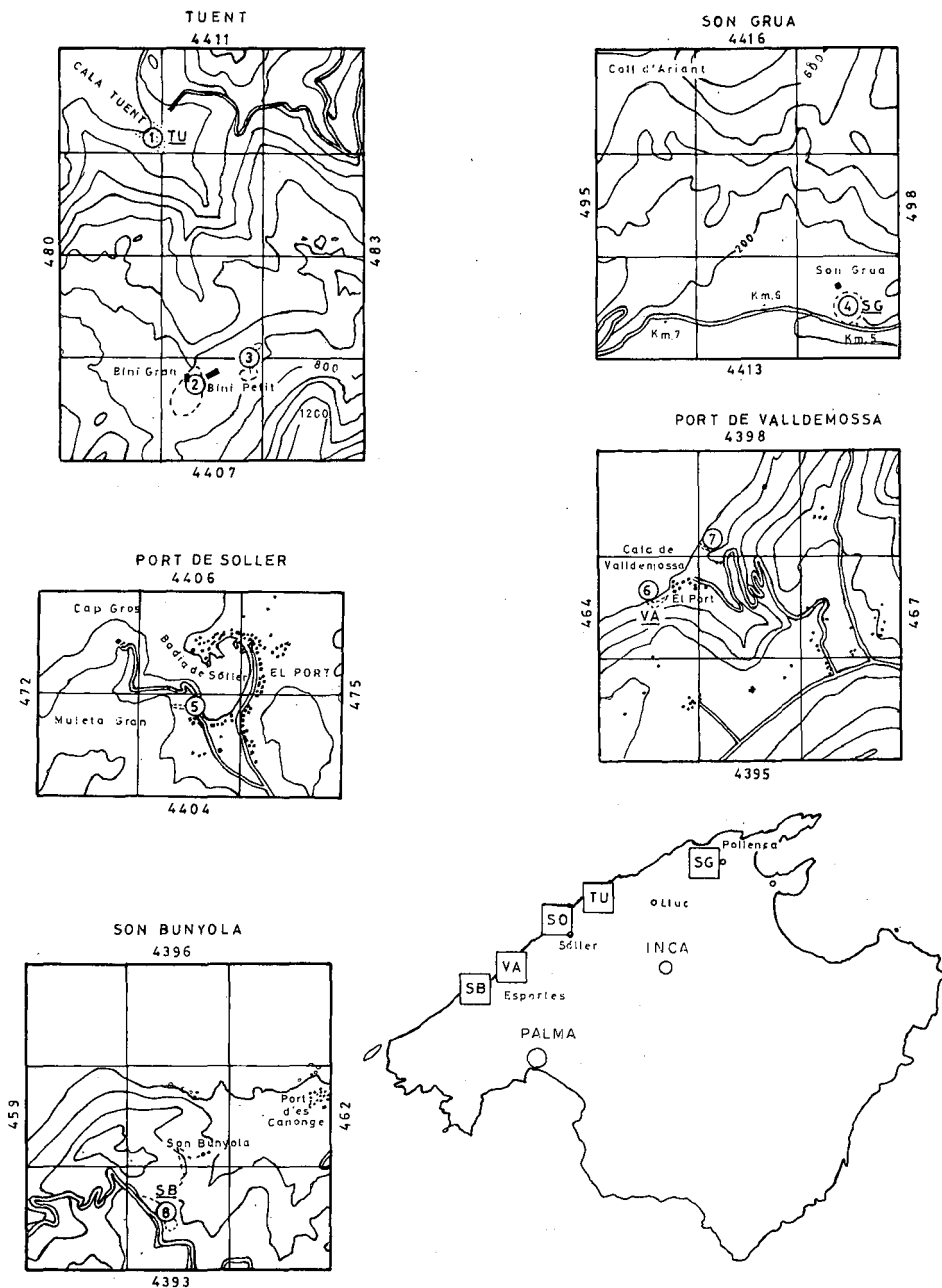 TUENT
4411
CALA TUENT
1
TU
480
483
3
Bini Gran
2
Bini Petit
800
1200
4407
SON GRUA
4416
Coll d'Ariant
600
495
498
200
Son Grua
Km.6
4
SG
Km.7
Km.5
4413
PORT DE VALLDEMOSSA
4398
7
Cala de
Valldemossa
6
El Port
VA
464
467
4395
PORT DE SOLLER
4406
Cap Gros
Badia de Sóller
EL PORT
472
475
5
Muleta Gran
4404
SON BUNYOLA
4396
459
462
Port
d'es
Canonge
Son Bunyola
SB
8
4393
Pollença
SG
TU
oLluc
SO
Sóller
INCA
VA
SB
Esportes
PALMA